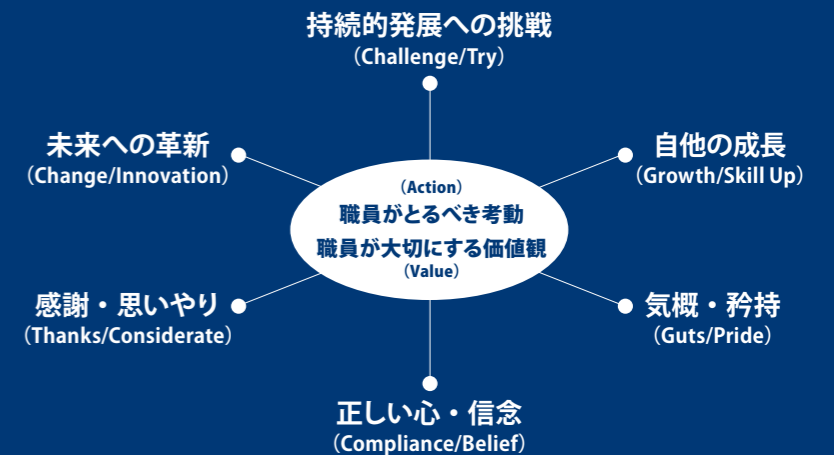 持続的発展への挑戦
（Challenge/Try）
未来への革新
（Change/Innovation）
自他の成長
（Growth/Skill Up）
（Action）
職員がとるべき考動
職員が大切にする価値観
（Value）
感謝・思いやり
（Thanks/Considerate）
気概・矜持
（Guts/Pride）
正しい心・信念
（Compliance/Belief）